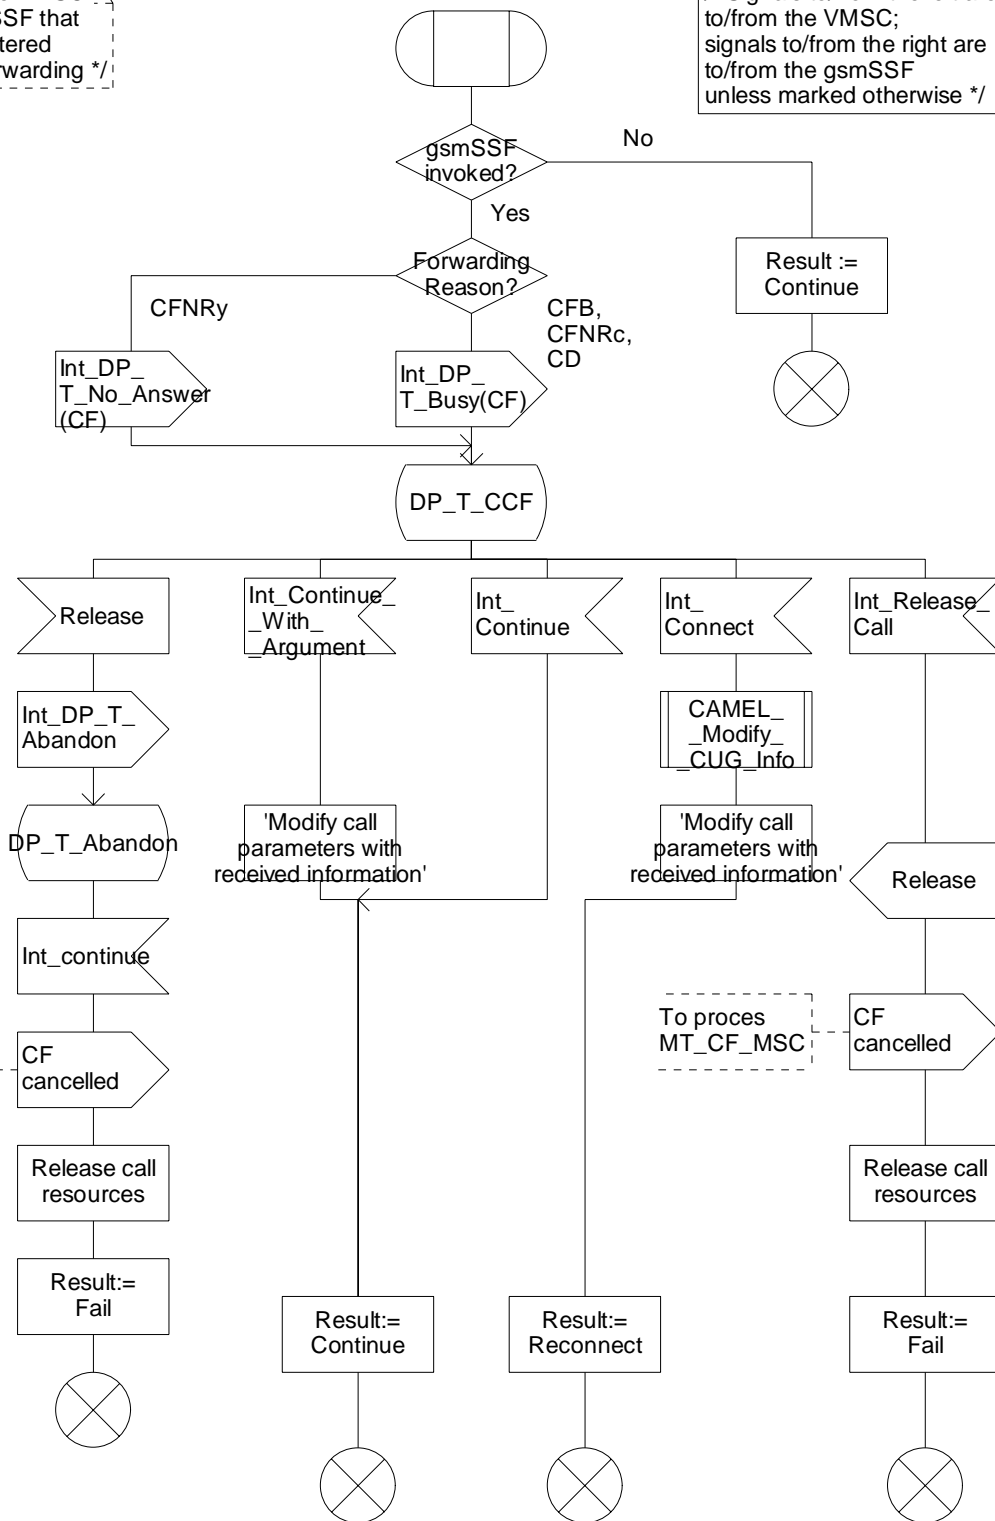 SSF that
tered
rwarding */
to/from the VMSC;
signals to/from the right are
to/from the gsmSSF
unless marked otherwise */
gsmSSF
invoked?
No
Yes
Forwarding
Reason?
Result :=
Continue
CFNRy
CFB,
CFNRc,
CD
Int_DP_
T_No_Answer
(CF)
Int_DP_
T_Busy(CF)
DP_T_CCF
Release
Int_Continue_
_With_
_Argument
Int_
Continue
Int_
Connect
Int_Release_
Call
Int_DP_T_
Abandon
CAMEL_
_Modify_
_CUG_Info
DP_T_Abandon
'Modify call
parameters with
received information'
'Modify call
parameters with
received information'
Release
Int_continue
To proces
MT_CF_MSC
CF
cancelled
CF
cancelled
Release call
resources
Release call
resources
Result:=
Fail
Result:=
Continue
Result:=
Reconnect
Result:=
Fail